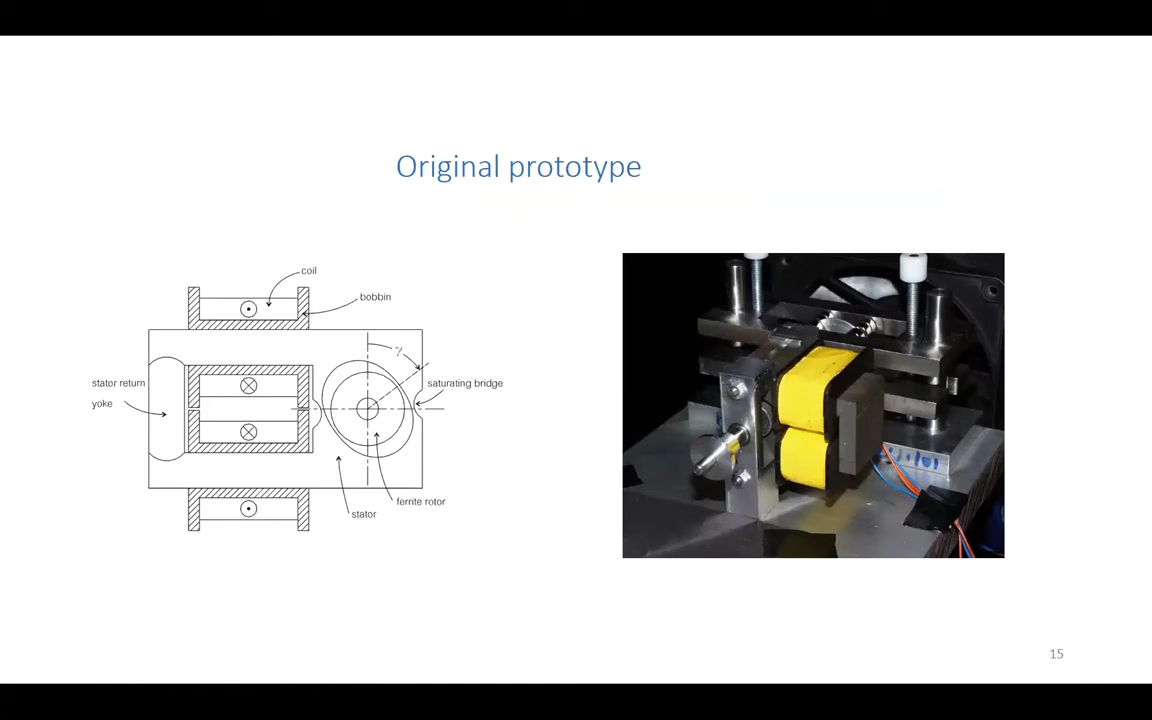 Original prototype
coil
bobbin
γ
stator return
yoke
saturating bridge
ferrite rotor
stator
15